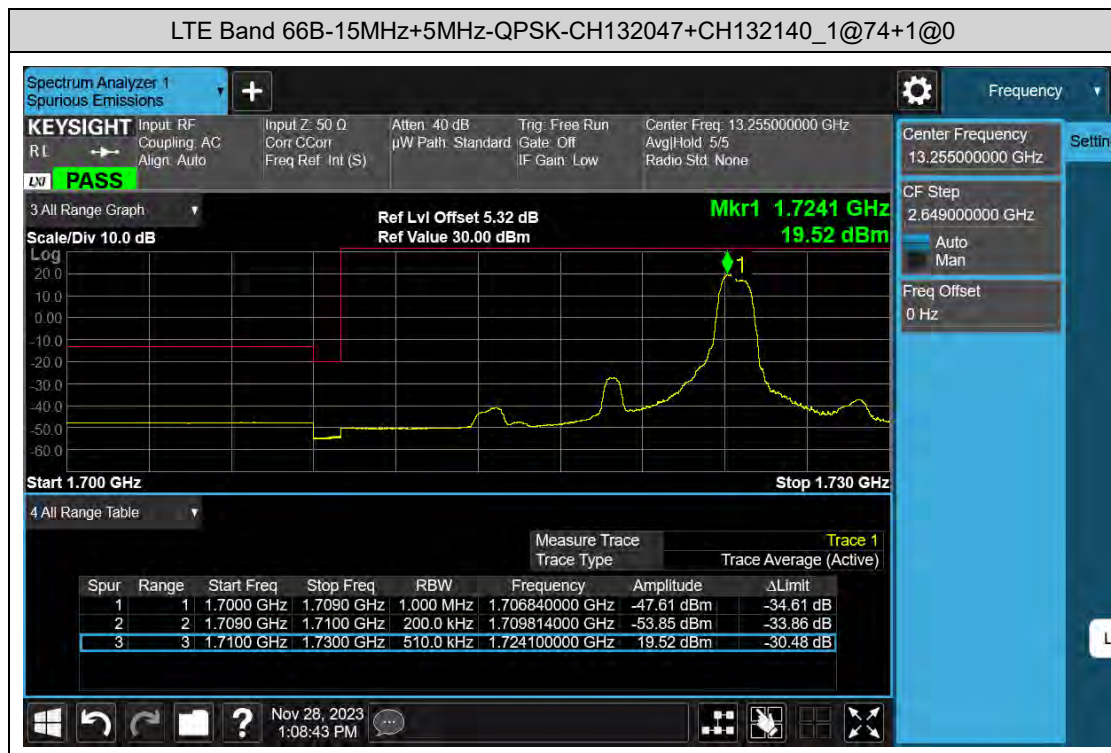 LTE Band 66B-15MHz+5MHz-QPSK-CH132047+CH132140_1@74+1@0
Spectrum Analyzer 1
Spurious Emissions
Frequency
KEYSIGHT
RL
LXI
PASS
Input: RF
Coupling: AC
Align: Auto
Input Z: 50 Ω
Corr CCorr
Freq Ref: Int (S)
Atten: 40 dB
µW Path: Standard
Trig: Free Run
Gate: Off
IF Gain: Low
Center Freq: 13.255000000 GHz
Avg|Hold: 5/5
Radio Std: None
Center Frequency
13.255000000 GHz
Settin
CF Step
2.649000000 GHz
Auto
Man
Freq Offset
0 Hz
3 All Range Graph
Ref Lvl Offset 5.32 dB
Mkr1 1.7241 GHz
Scale/Div 10.0 dB
Ref Value 30.00 dBm
19.52 dBm
Log
1
20.0
10.0
0.00
-10.0
-20.0
-30.0
-40.0
-50.0
-60.0
Start 1.700 GHz
Stop 1.730 GHz
4 All Range Table
Measure Trace Trace 1
Trace Type Trace Average (Active)
Spur Range Start Freq Stop Freq RBW Frequency Amplitude ΔLimit
1 1 1.7000 GHz 1.7090 GHz 1.000 MHz 1.706840000 GHz -47.61 dBm -34.61 dB
2 2 1.7090 GHz 1.7100 GHz 200.0 kHz 1.709814000 GHz -53.85 dBm -33.86 dB
3 3 1.7100 GHz 1.7300 GHz 510.0 kHz 1.724100000 GHz 19.52 dBm -30.48 dB
L
?
Nov 28, 2023
1:08:43 PM